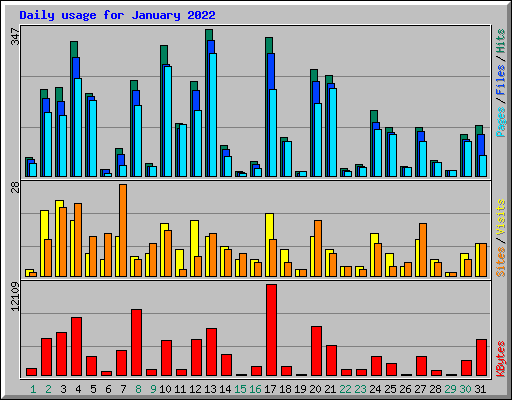 Daily usage for January 2022
347
Pages/Files/Hits
28
Sites/Visits
12109
KBytes
1 2 3 4 5 6 7 8 9 10 11 12 13 14 15 16 17 18 19 20 21 22 23 24 25 26 27 28 29 30 31